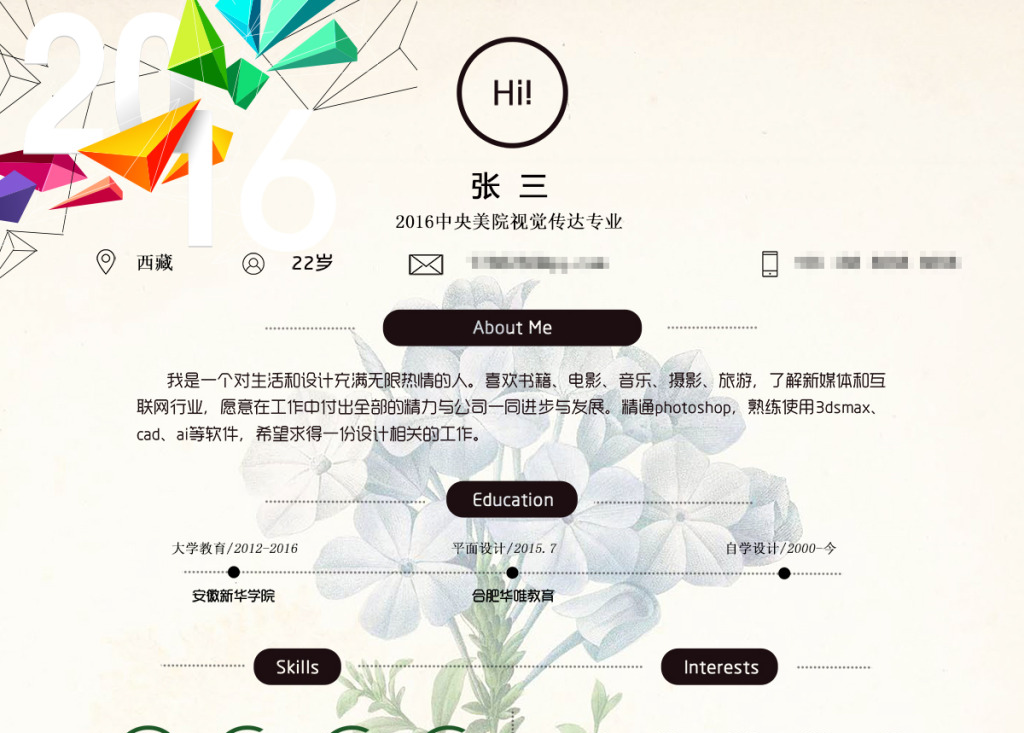 2016
Hi!
张 三
2016中央美院视觉传达专业
西藏
22岁
About Me
我是一个对生活和设计充满无限热情的人。喜欢书籍、电影、音乐、摄影、旅游，了解新媒体和互
联网行业，愿意在工作中付出全部的精力与公司一同进步与发展。精通photoshop，熟练使用3dsmax、
cad、ai等软件，希望求得一份设计相关的工作。
Education
大学教育/2012-2016
平面设计/2015.7
自学设计/2000-今
安徽新华学院
合肥华唯教育
Skills
Interests